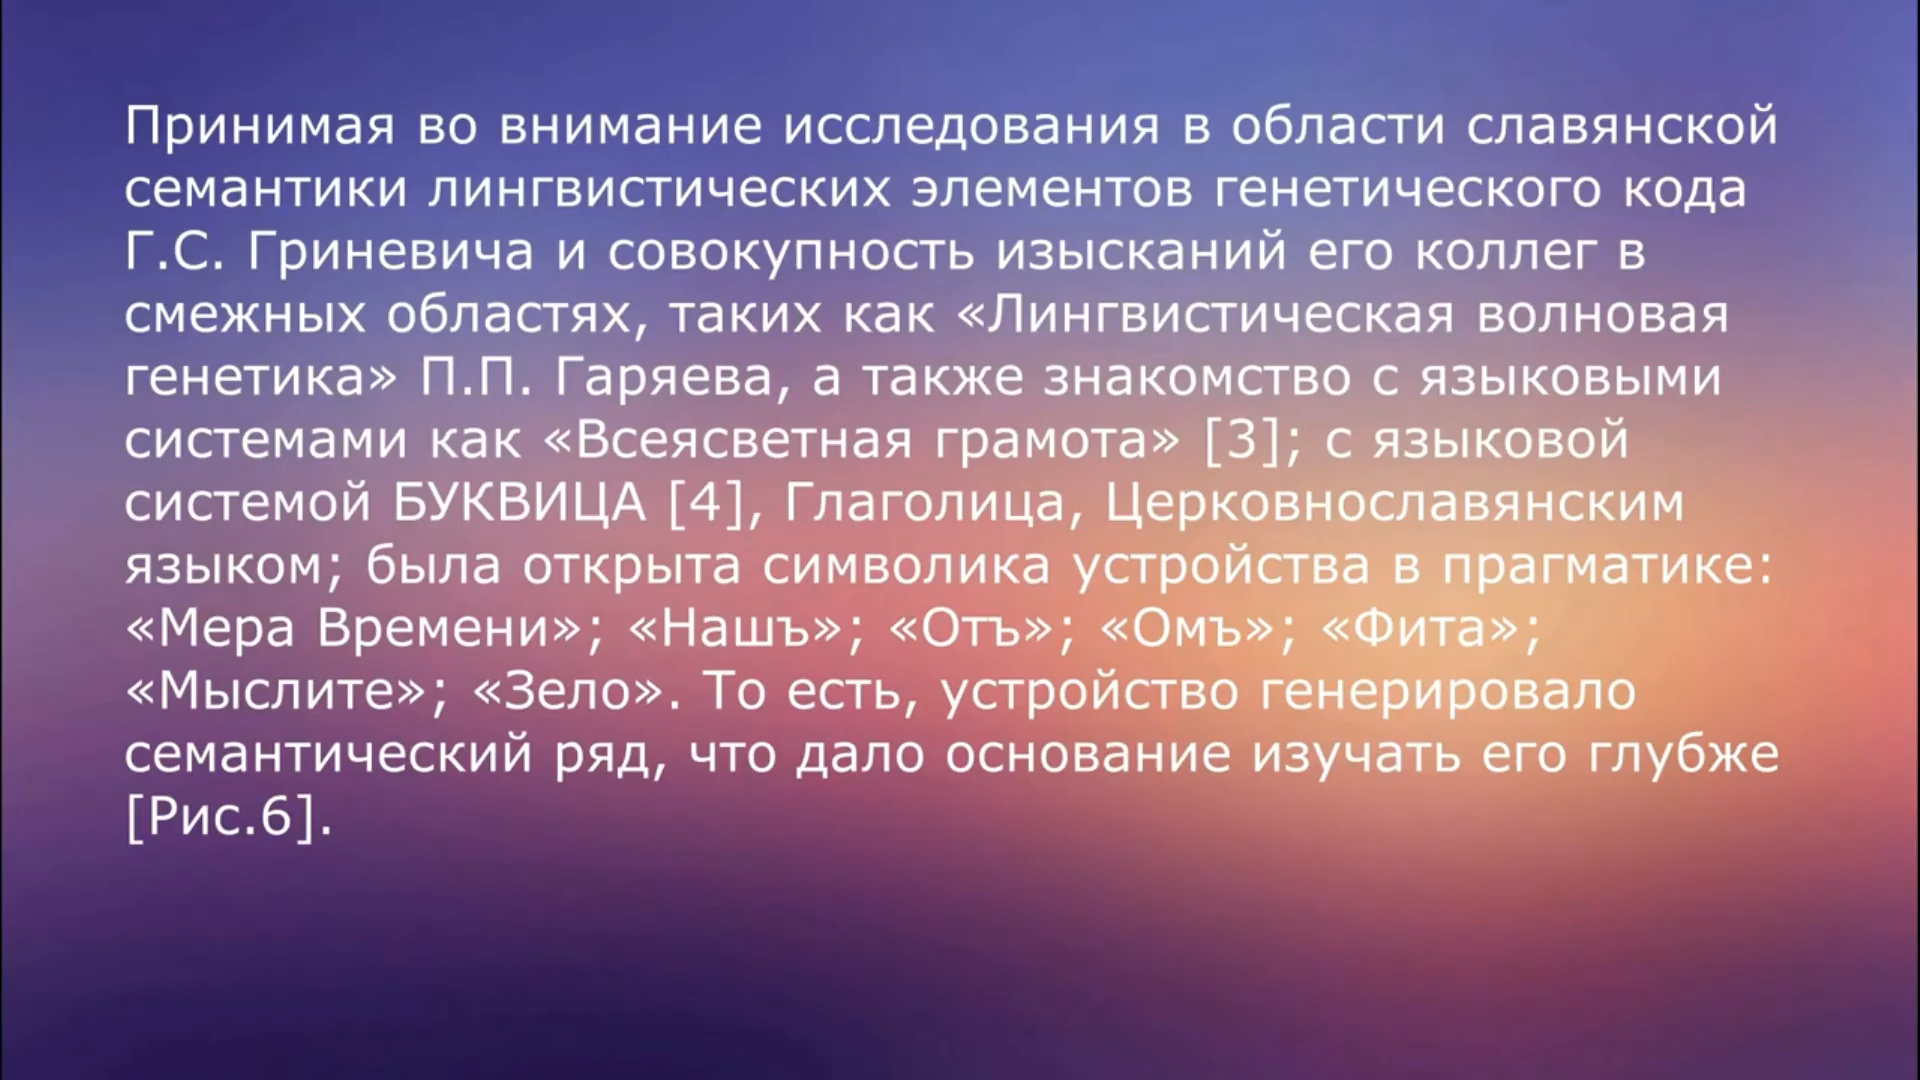 Принимая во внимание исследования в области славянской
семантики лингвистических элементов генетического кода
Г.С. Гриневича и совокупность изысканий его коллег в
смежных областях, таких как «Лингвистическая волновая
генетика» П.П. Гаряева, а также знакомство с языковыми
системами как «Всеясветная грамота» [3]; с языковой
системой БУКВИЦА [4], Глаголица, Церковнославянским
языком; была открыта символика устройства в прагматике:
«Мера Времени»; «Нашъ»; «Отъ»; «Омъ»; «Фита»;
«Мыслите»; «Зело». То есть, устройство генерировало
семантический ряд, что дало основание изучать его глубже
[Рис.6].